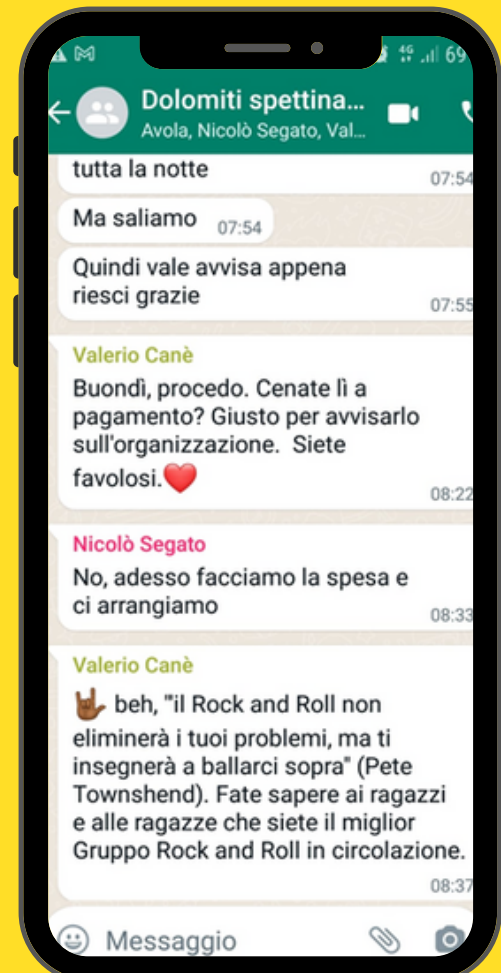 4G 69
Dolomiti spettina...
Avola, Nicolò Segato, Val...
tutta la notte
07:54
Ma saliamo 07:54
Quindi vale avvisa appena
riesci grazie
07:55
Valerio Canè
Buondì, procedo. Cenate lì a
pagamento? Giusto per avvisarlo
sull'organizzazione. Siete
favolosi.❤️
08:22
Nicolò Segato
No, adesso facciamo la spesa e
ci arrangiamo
08:33
Valerio Canè
🤟🏾 beh, "il Rock and Roll non
eliminerà i tuoi problemi, ma ti
insegnerà a ballarci sopra" (Pete
Townshend). Fate sapere ai ragazzi
e alle ragazze che siete il miglior
Gruppo Rock and Roll in circolazione.
08:37
Messaggio